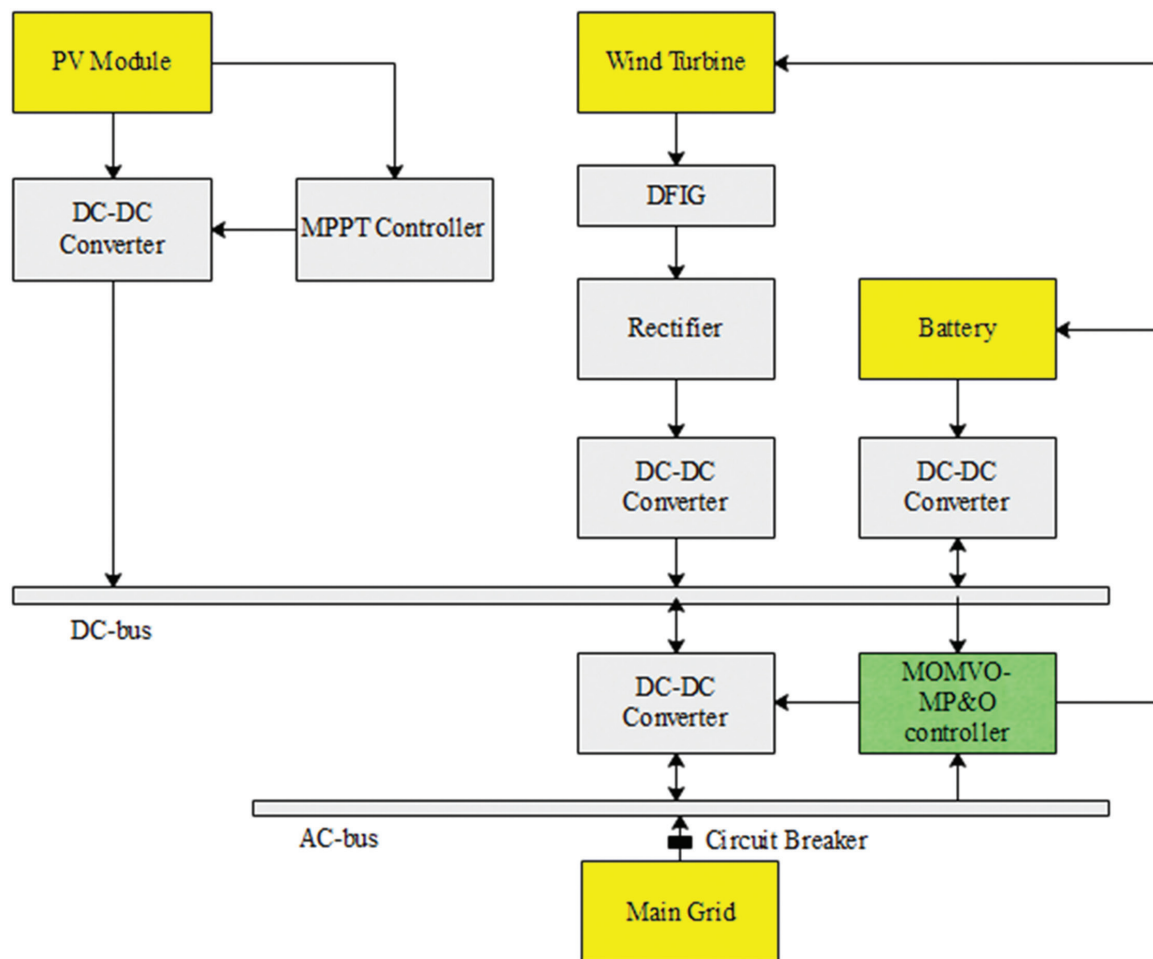 PV Module
Wind Turbine
DC-DC
Converter
MPPT Controller
DFIG
Rectifier
Battery
DC-DC
Converter
DC-DC
Converter
DC-bus
DC-DC
Converter
MOMVO-
MP&O
controller
AC-bus
Circuit Breaker
Main Grid